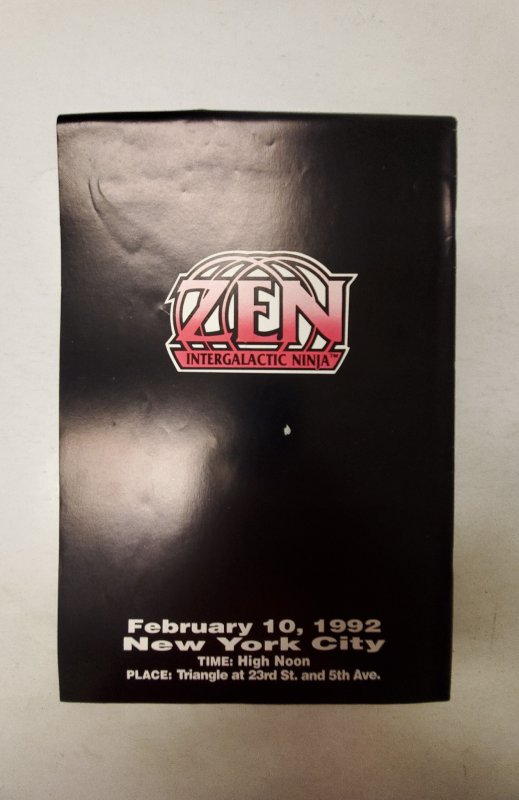 ZEN
INTERGALACTIC NINJA™
February 10, 1992
New York City
TIME: High Noon
PLACE: Triangle at 23rd St. and 5th Ave.